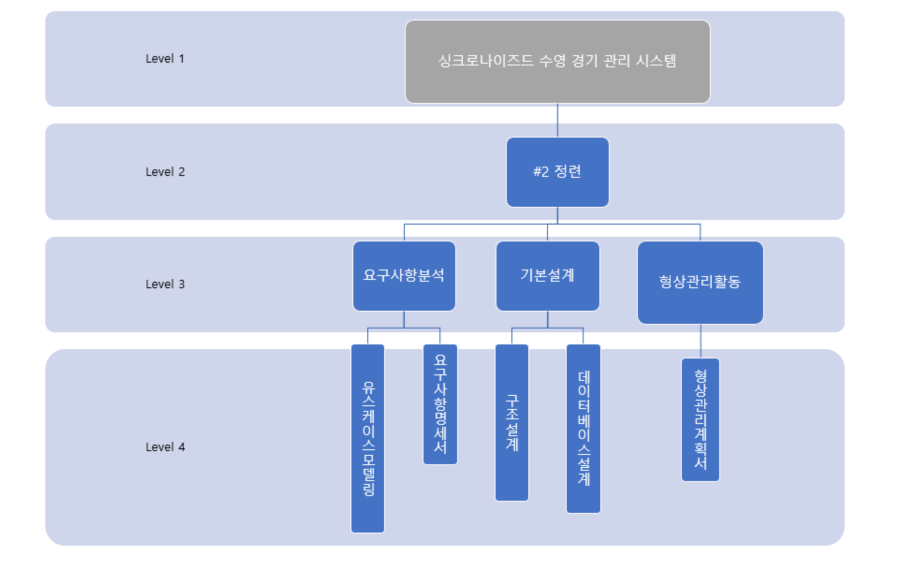 Level 1
싱크로나이즈드 수영 경기 관리 시스템
Level 2
#2 정련
Level 3
요구사항분석
기본설계
형상관리활동
Level 4
유스케이스모델링
요구사항명세서
구조설계
데이터베이스설계
형상관리계획서